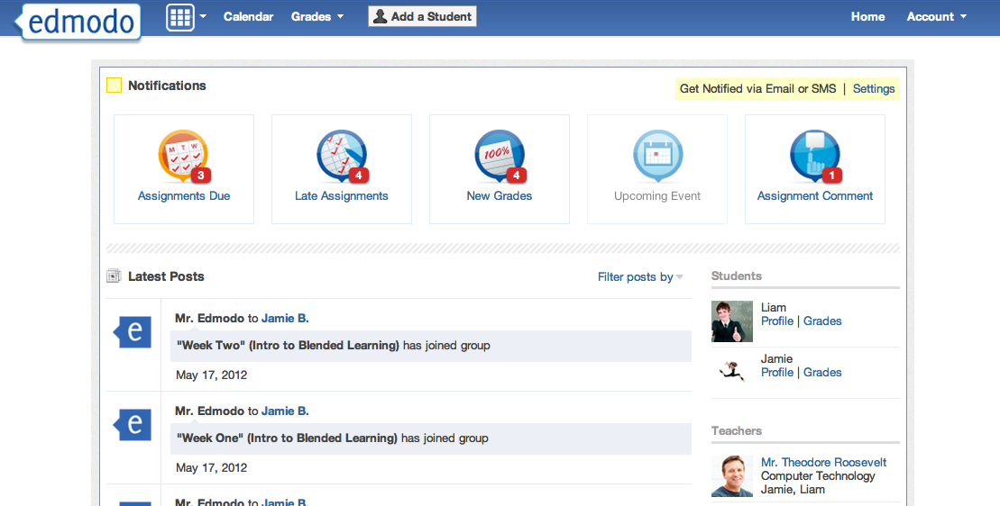 edmodo
Calendar
Grades
Add a Student
Home
Account
Notifications
Get Notified via Email or SMS | Settings
M T W
3
Assignments Due
4
Late Assignments
100%
4
New Grades
Upcoming Event
1
Assignment Comment
Latest Posts
Filter posts by
e
Mr. Edmodo to Jamie B.
"Week Two" (Intro to Blended Learning) has joined group
May 17, 2012
e
Mr. Edmodo to Jamie B.
"Week One" (Intro to Blended Learning) has joined group
May 17, 2012
Mr. Edmodo to Jamie B.
Students
Liam
Profile | Grades
Jamie
Profile | Grades
Teachers
Mr. Theodore Roosevelt
Computer Technology
Jamie, Liam